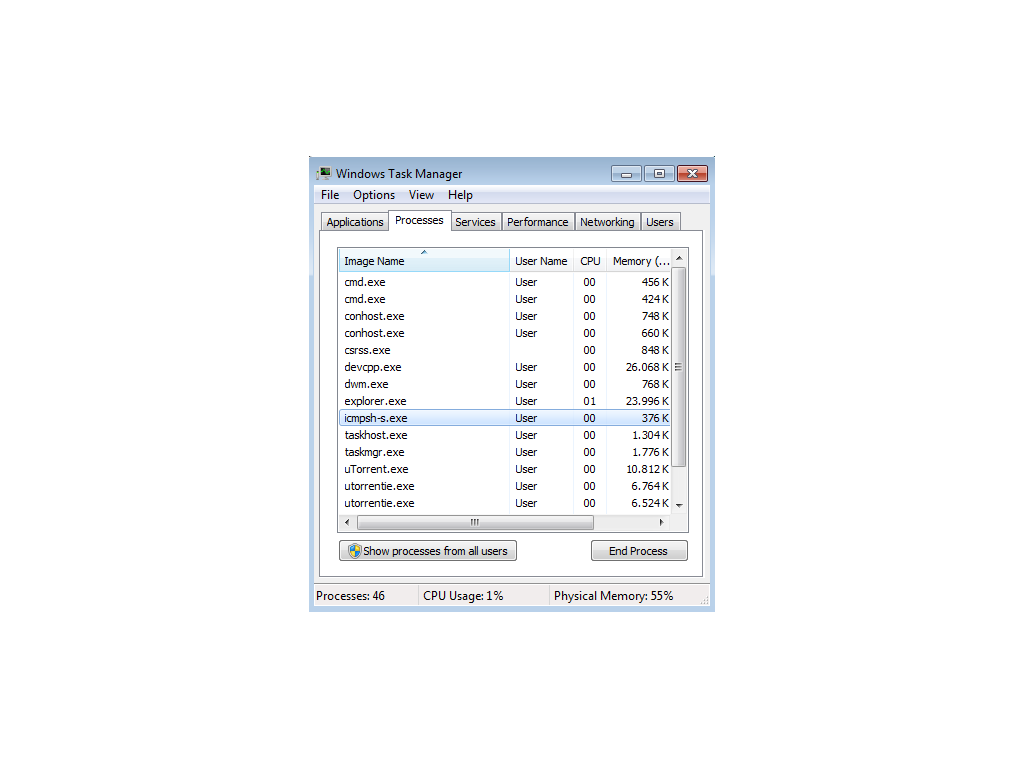 Windows Task Manager
File Options View Help
Applications Processes Services Performance Networking Users
Image Name User Name CPU Memory (...
cmd.exe User 00 456 K
cmd.exe User 00 424 K
conhost.exe User 00 748 K
conhost.exe User 00 660 K
csrss.exe 00 848 K
devcpp.exe User 00 26.068 K
dwm.exe User 00 768 K
explorer.exe User 01 23.996 K
icmpsh-s.exe User 00 376 K
taskhost.exe User 00 1.304 K
taskmgr.exe User 00 1.776 K
uTorrent.exe User 00 10.812 K
utorrentie.exe User 00 6.764 K
utorrentie.exe User 00 6.524 K
Show processes from all users End Process
Processes: 46 CPU Usage: 1% Physical Memory: 55%